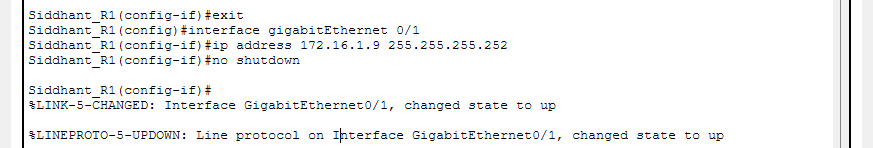 Siddhant_R1(config-if)#exit
Siddhant_R1(config)#interface gigabitEthernet 0/1
Siddhant_R1(config-if)#ip address 172.16.1.9 255.255.255.252
Siddhant_R1(config-if)#no shutdown
Siddhant_R1(config-if)#
%LINK-5-CHANGED: Interface GigabitEthernet0/1, changed state to up
%LINEPROTO-5-UPDOWN: Line protocol on Interface GigabitEthernet0/1, changed state to up